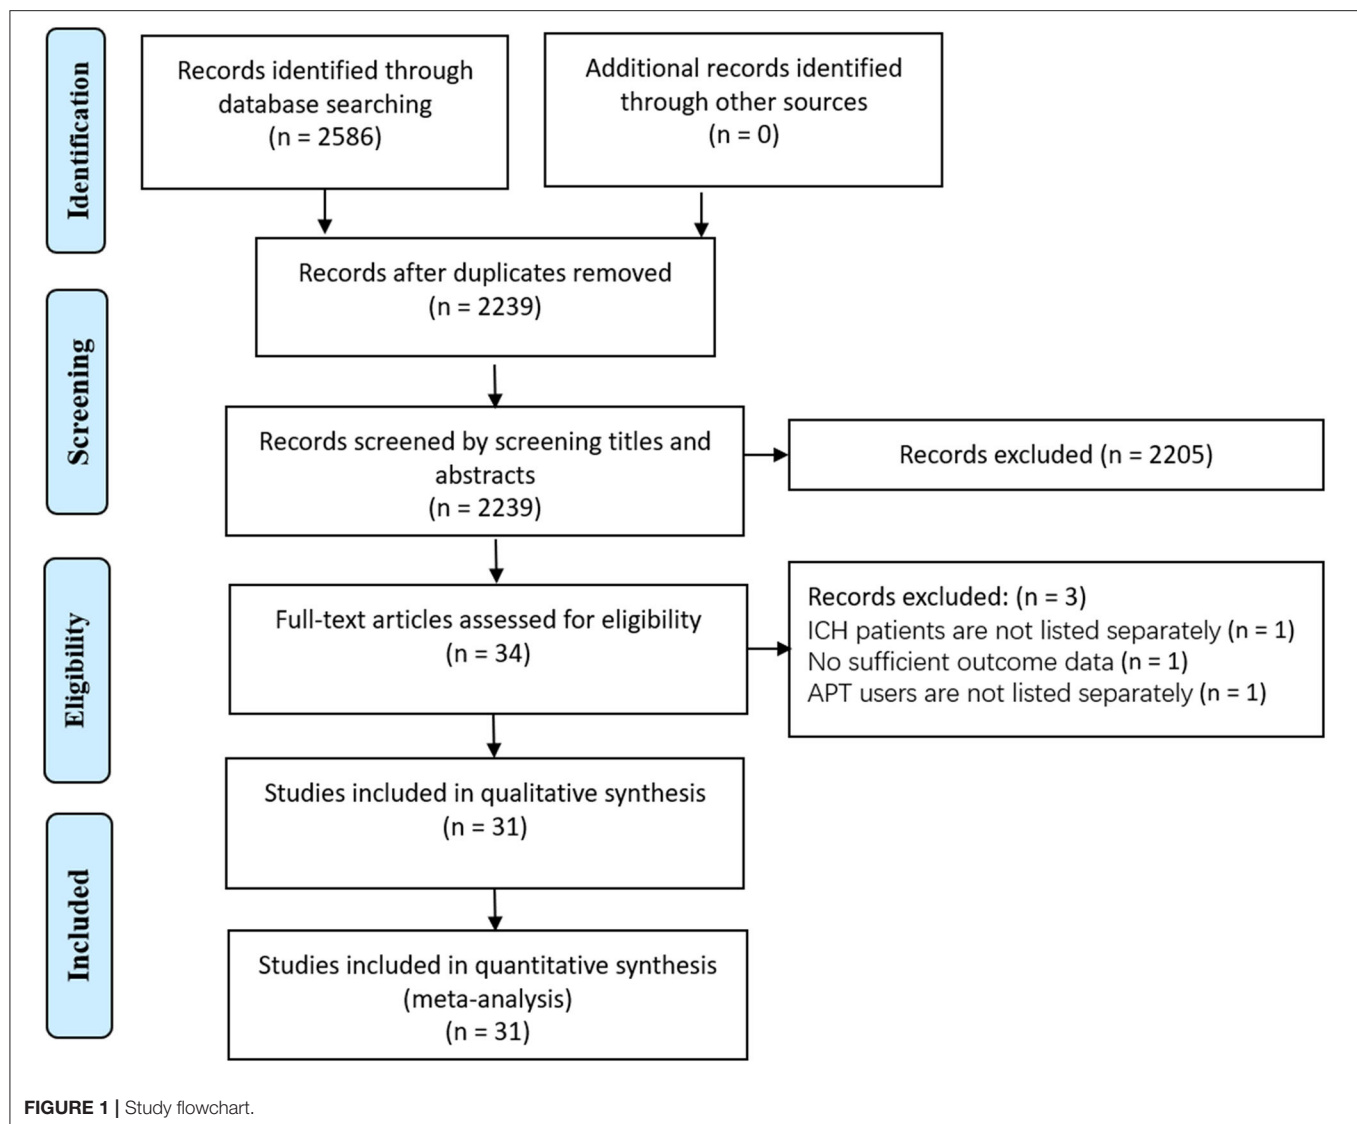 Identification
Records identified through
database searching
(n = 2586)
Additional records identified
through other sources
(n = 0)
Records after duplicates removed
(n = 2239)
Screening
Records screened by screening titles and
abstracts
(n = 2239)
Records excluded (n = 2205)
Eligibility
Full-text articles assessed for eligibility
(n = 34)
Records excluded: (n = 3)
ICH patients are not listed separately (n = 1)
No sufficient outcome data (n = 1)
APT users are not listed separately (n = 1)
Studies included in qualitative synthesis
(n = 31)
Included
Studies included in quantitative synthesis
(meta-analysis)
(n = 31)
FIGURE 1 | Study flowchart.